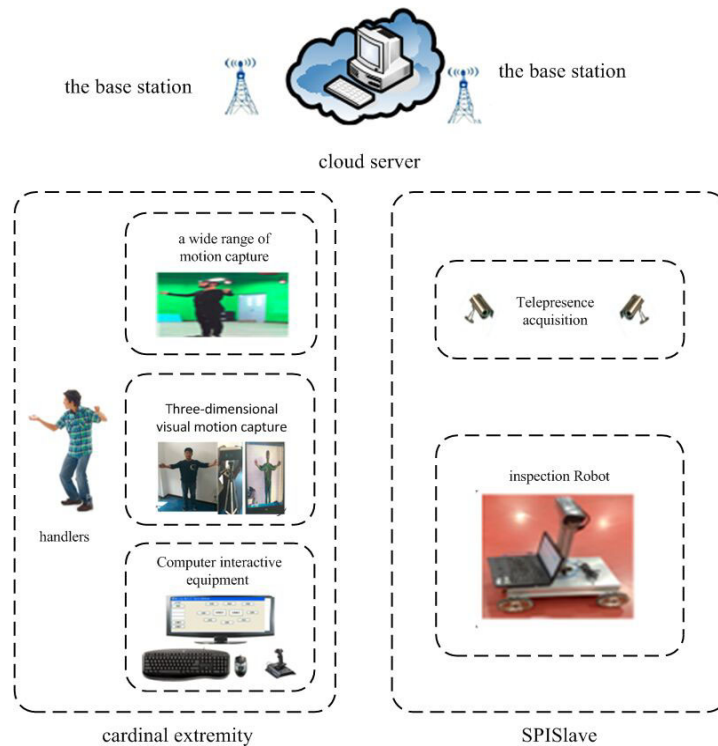 the base station
the base station
cloud server
a wide range of
motion capture
Telepresence
acquisition
Three-dimensional
visual motion capture
handlers
inspection Robot
Computer interactive
equipment
cardinal extremity
SPISlave